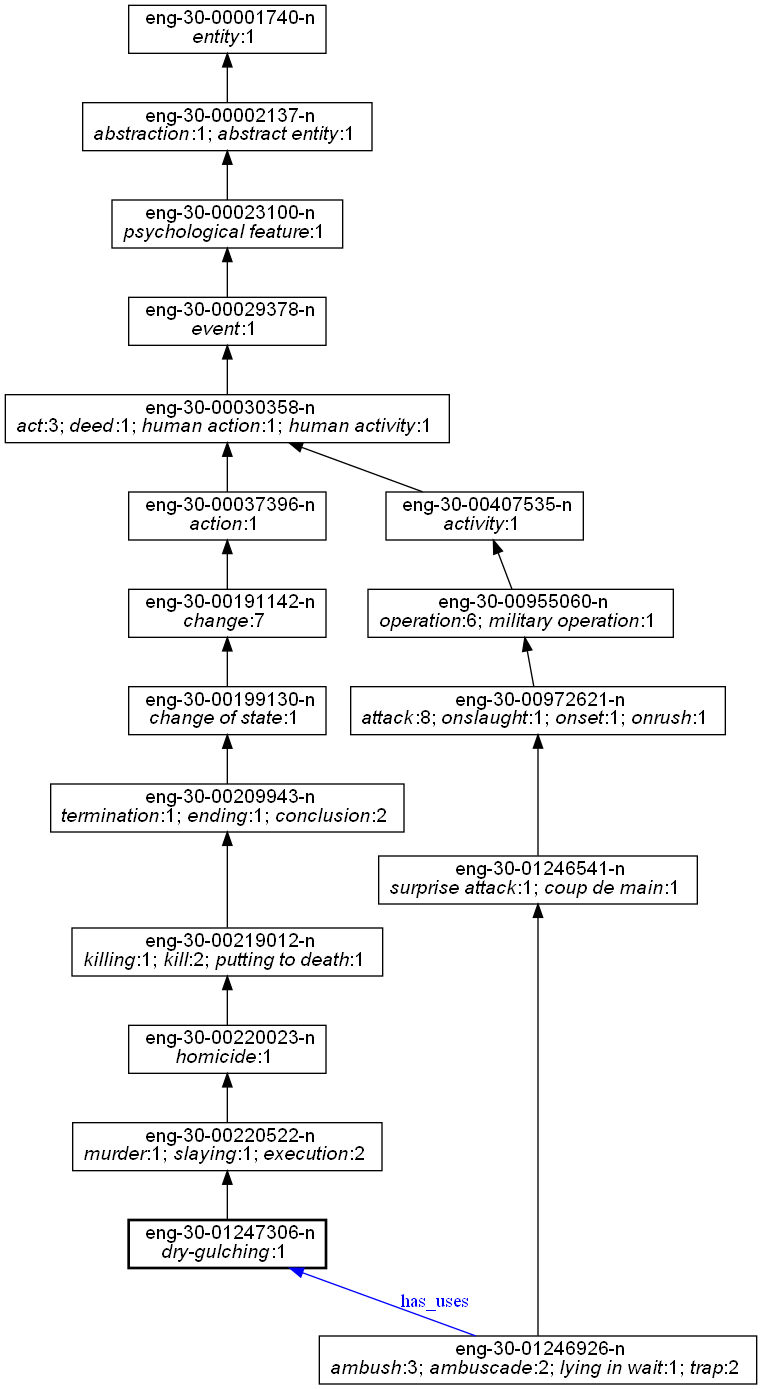 eng-30-00001740-n
entity:1
eng-30-00002137-n
abstraction:1; abstract entity:1
eng-30-00023100-n
psychological feature:1
eng-30-00029378-n
event:1
eng-30-00030358-n
act:3; deed:1; human action:1; human activity:1
eng-30-00037396-n
action:1
eng-30-00407535-n
activity:1
eng-30-00191142-n
change:7
eng-30-00955060-n
operation:6; military operation:1
eng-30-00199130-n
change of state:1
eng-30-00972621-n
attack:8; onslaught:1; onset:1; onrush:1
eng-30-00209943-n
termination:1; ending:1; conclusion:2
eng-30-01246541-n
surprise attack:1; coup de main:1
eng-30-00219012-n
killing:1; kill:2; putting to death:1
eng-30-00220023-n
homicide:1
eng-30-00220522-n
murder:1; slaying:1; execution:2
eng-30-01247306-n
dry-gulching:1
has_uses
eng-30-01246926-n
ambush:3; ambuscade:2; lying in wait:1; trap:2